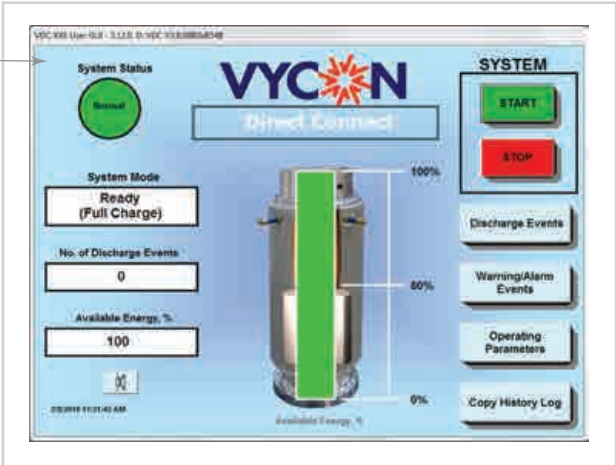 System Status
Normal
VYCON
Direct Connect
SYSTEM
START
STOP
System Mode
Ready
(Full Charge)
No. of Discharge Events
0
Available Energy, %
100
100%
60%
0%
Available Energy, %
Discharge Events
Warning/Alarm
Events
Operating
Parameters
Copy History Log